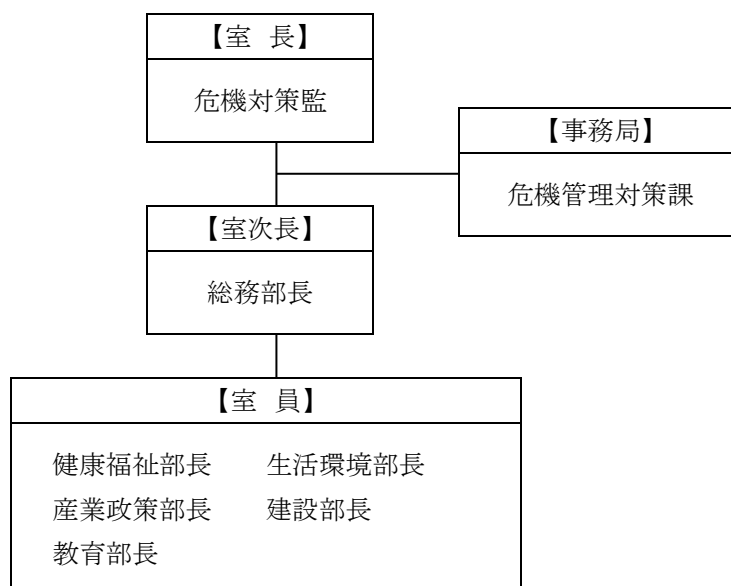 【室 長】
危機対策監
【事務局】
危機管理対策課
【室次長】
総務部長
【室 員】
健康福祉部長 生活環境部長
産業政策部長 建設部長
教育部長